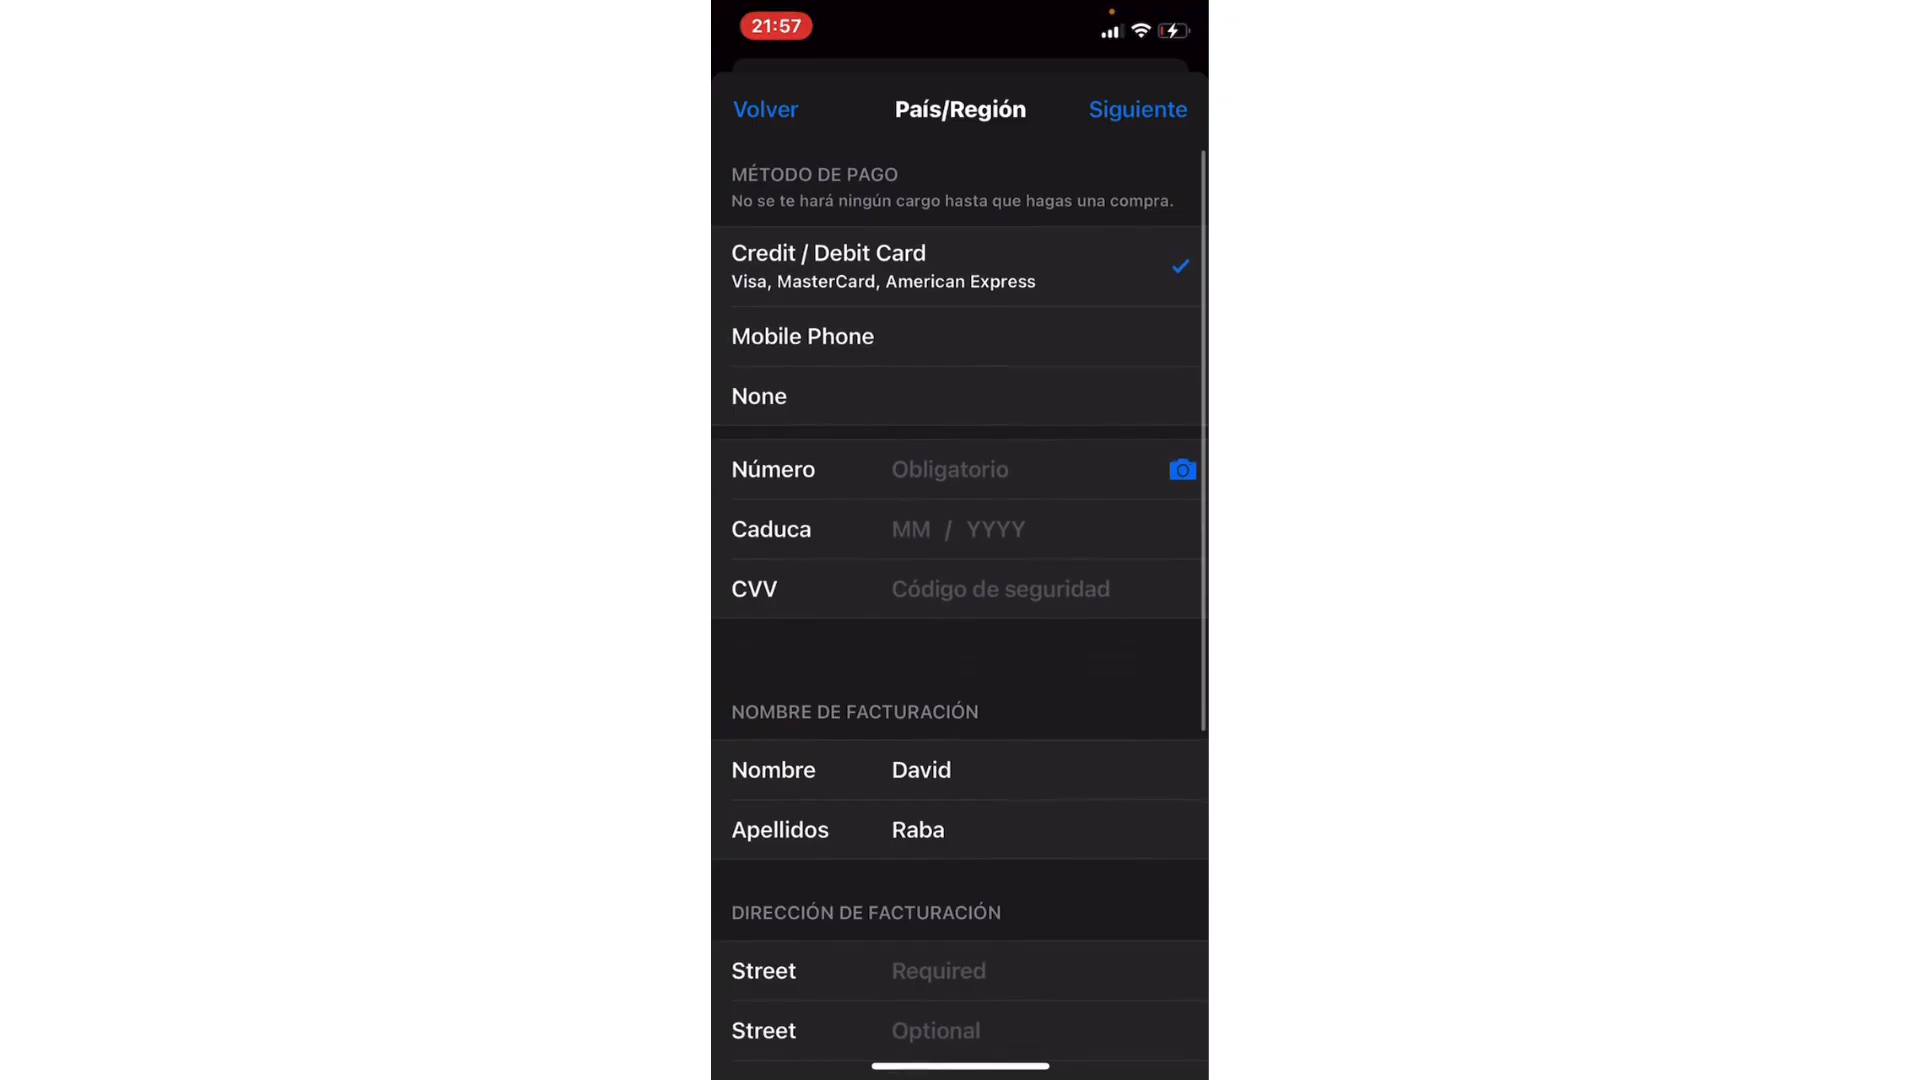 21:57
Volver
País/Región
Siguiente
MÉTODO DE PAGO
No se te hará ningún cargo hasta que hagas una compra.
Credit / Debit Card
Visa, MasterCard, American Express
Mobile Phone
None
Número Obligatorio
Caduca MM / YYYY
CVV Código de seguridad
NOMBRE DE FACTURACIÓN
Nombre David
Apellidos Raba
DIRECCIÓN DE FACTURACIÓN
Street Required
Street Optional